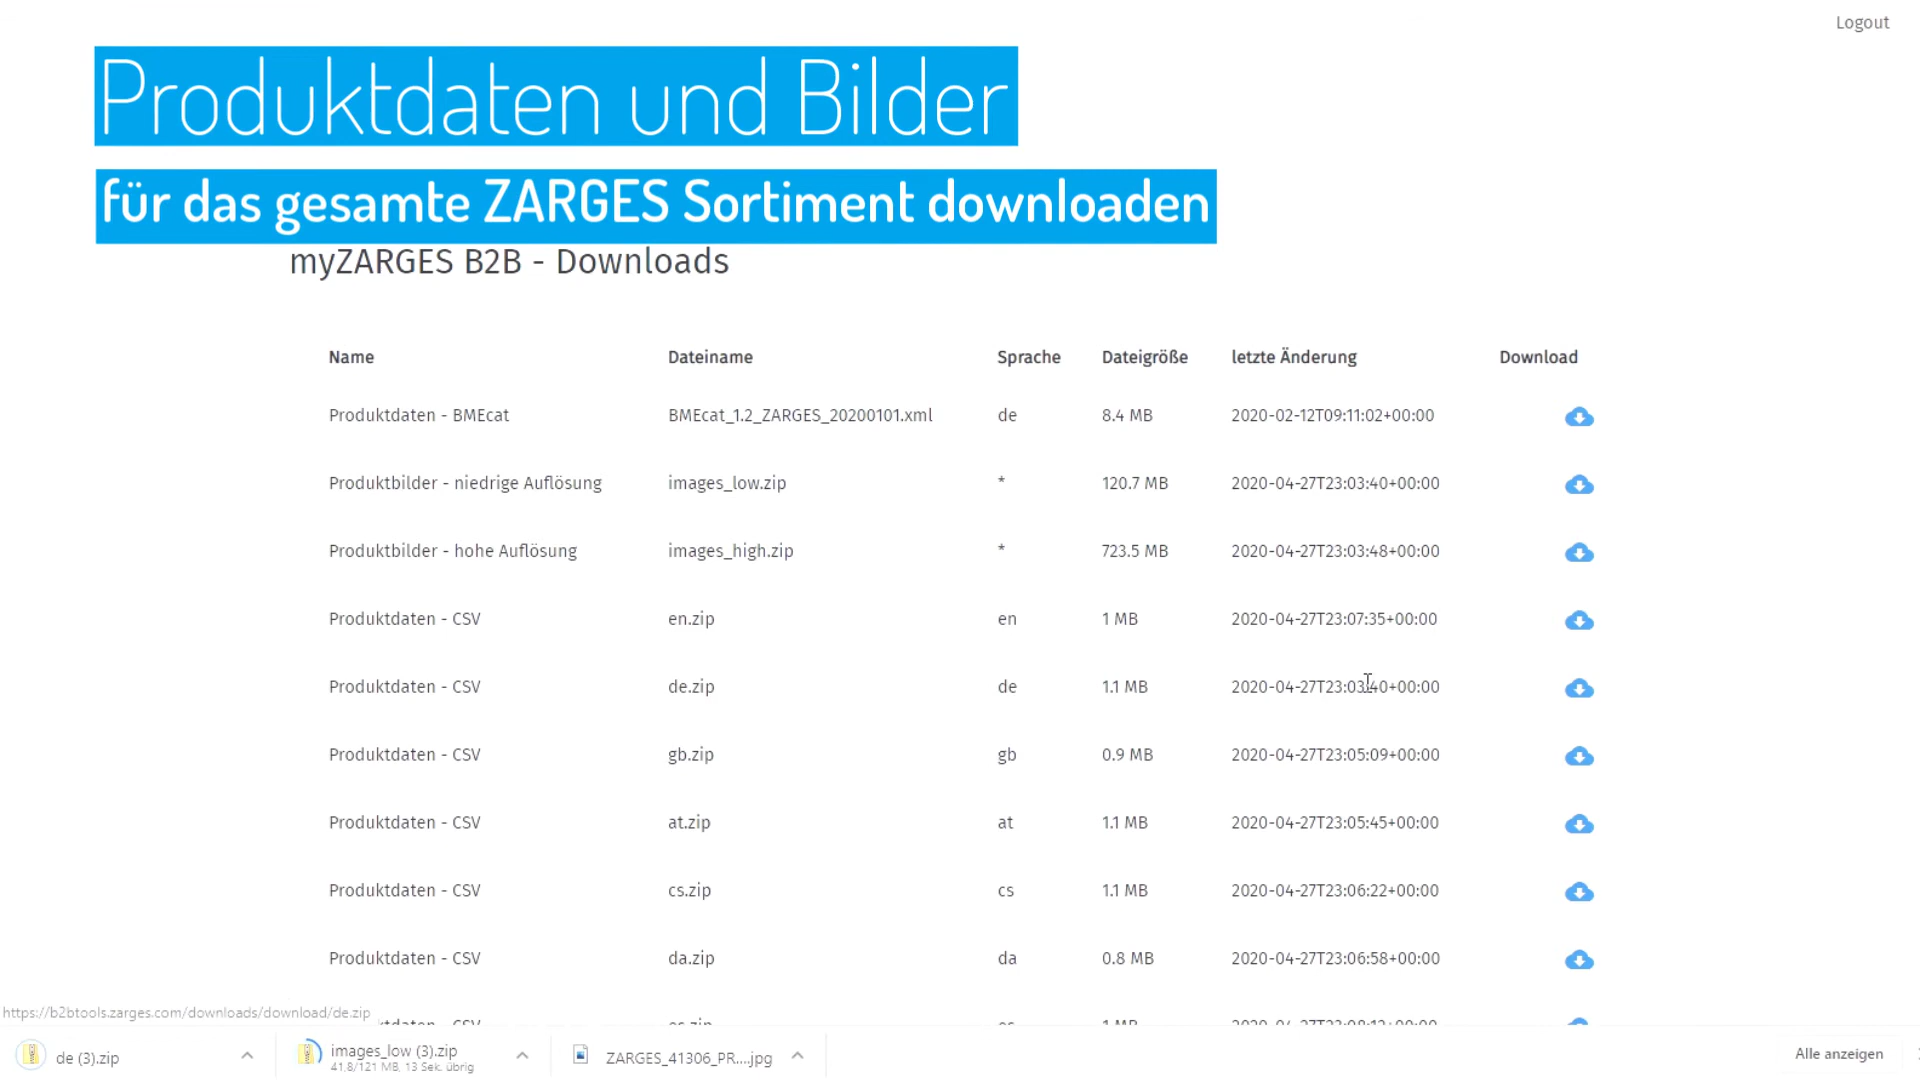 Logout
Produktdaten und Bilder
für das gesamte ZARGES Sortiment downloaden
myZARGES B2B - Downloads
Name Dateiname Sprache Dateigröße letzte Änderung Download
Produktdaten - BMEcat BMEcat_1.2_ZARGES_20200101.xml de 8.4 MB 2020-02-12T09:11:02+00:00
Produktbilder - niedrige Auflösung images_low.zip * 120.7 MB 2020-04-27T23:03:40+00:00
Produktbilder - hohe Auflösung images_high.zip * 723.5 MB 2020-04-27T23:03:48+00:00
Produktdaten - CSV en.zip en 1 MB 2020-04-27T23:07:35+00:00
Produktdaten - CSV de.zip de 1.1 MB 2020-04-27T23:03:40+00:00
Produktdaten - CSV gb.zip gb 0.9 MB 2020-04-27T23:05:09+00:00
Produktdaten - CSV at.zip at 1.1 MB 2020-04-27T23:05:45+00:00
Produktdaten - CSV cs.zip cs 1.1 MB 2020-04-27T23:06:22+00:00
Produktdaten - CSV da.zip da 0.8 MB 2020-04-27T23:06:58+00:00
https://b2btools.zarges.com/downloads/download/de.zip
de (3).zip
images_low (3).zip
41,8/121 MB, 13 Sek. übrig
ZARGES_41306_PR....jpg
Alle anzeigen